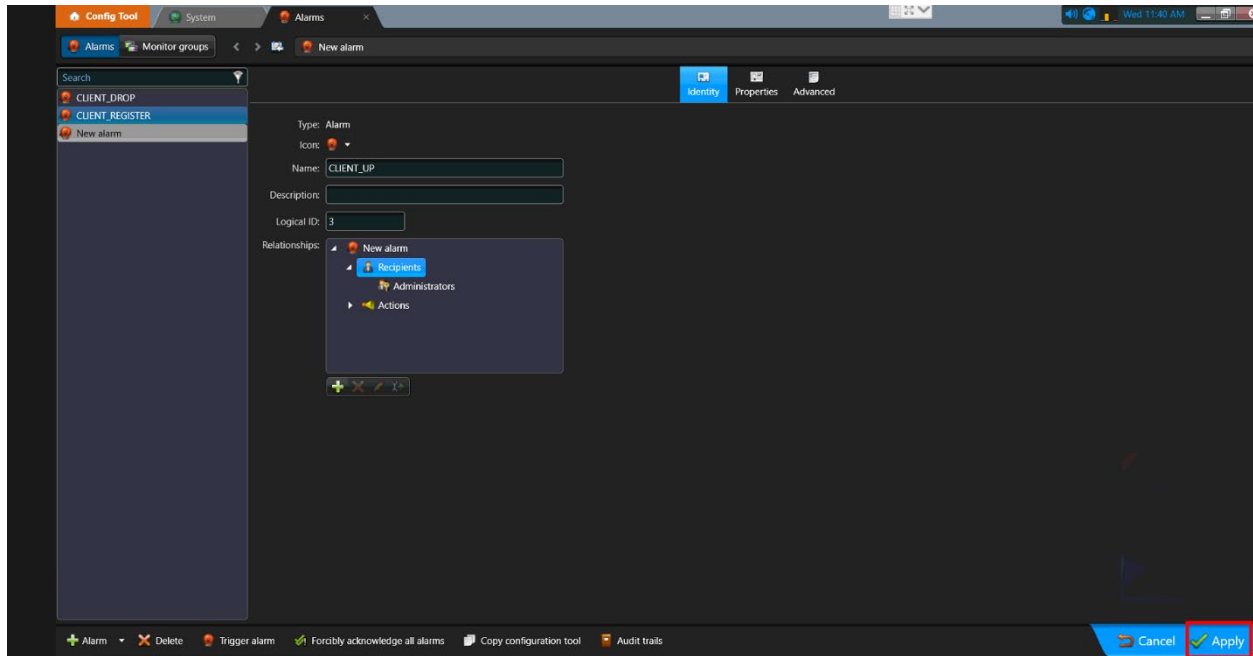 Config Tool System Alarms × Wed 11:40 AM
Alarms Monitor groups New alarm
Search
CLIENT_DROP
CLIENT_REGISTER
New alarm
Identity Properties Advanced
Type: Alarm
Icon:
Name: CLIENT_UP
Description:
Logical ID: 3
Relationships: New alarm
Recipients
Administrators
Actions
Alarm Delete Trigger alarm Forcibly acknowledge all alarms Copy configuration tool Audit trails Cancel Apply